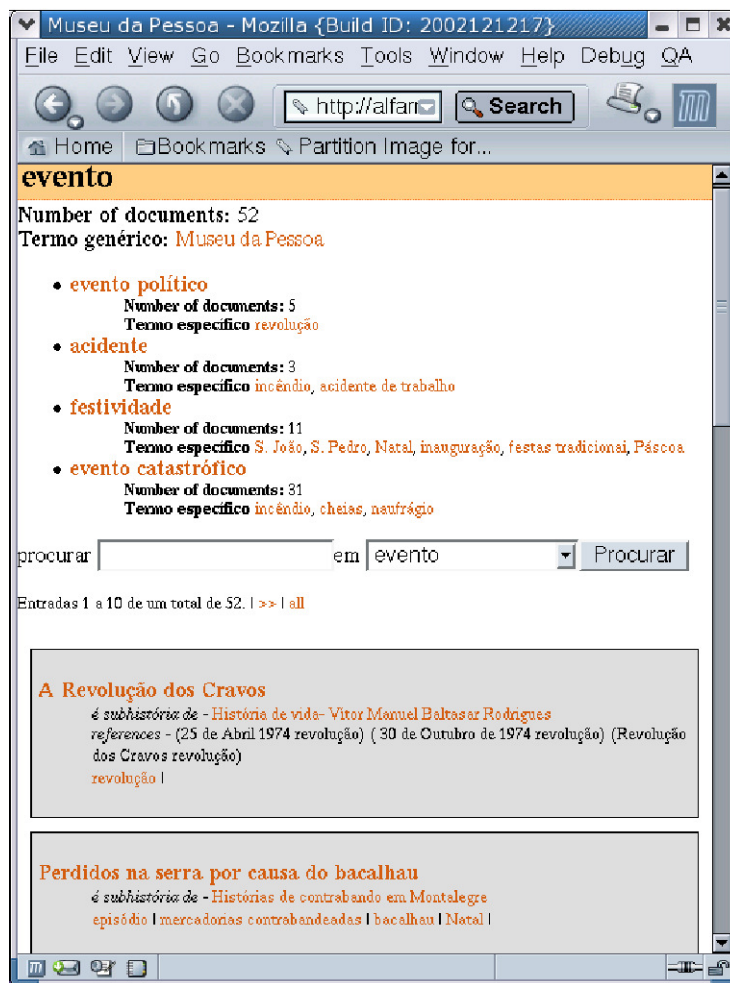 Museu da Pessoa - Mozilla {Build ID: 2002121217}
File Edit View Go Bookmarks Tools Window Help Debug QA
http://alfarr Search
Home Bookmarks Partition Image for...
evento
Number of documents: 52
Termo genérico: Museu da Pessoa
• evento político
Number of documents: 5
Termo específico revolução
• acidente
Number of documents: 3
Termo específico incêndio, acidente de trabalho
• festividade
Number of documents: 11
Termo específico S. João, S. Pedro, Natal, inauguração, festas tradicionai, Páscoa
• evento catastrófico
Number of documents: 31
Termo específico incêndio, cheias, naufrágio
procurar em evento Procurar
Entradas 1 a 10 de um total de 52. | >> | all
A Revolução dos Cravos
é subhistória de - História de vida- Vitor Manuel Baltasar Rodrigues
references - (25 de Abril 1974 revolução) ( 30 de Outubro de 1974 revolução) (Revolução
dos Cravos revolução)
revolução |
Perdidos na serra por causa do bacalhau
é subhistória de - Histórias de contrabando em Montalegre
episódio | mercadorias contrabandeadas | bacalhau | Natal |